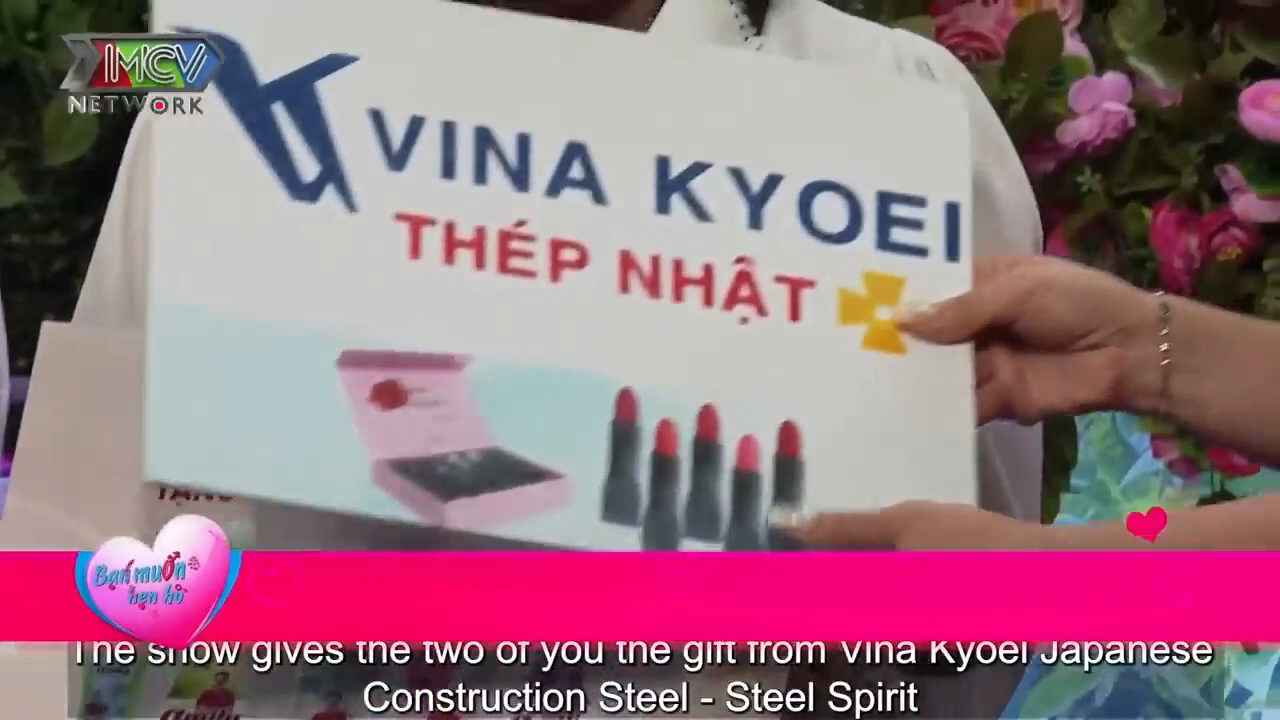 MCV
NETWORK
VINA KYOEI
THÉP NHẬT
TẶNG
Bạn muốn
hẹn hò
The show gives the two of you the gift from Vina Kyoei Japanese
Construction Steel - Steel Spirit